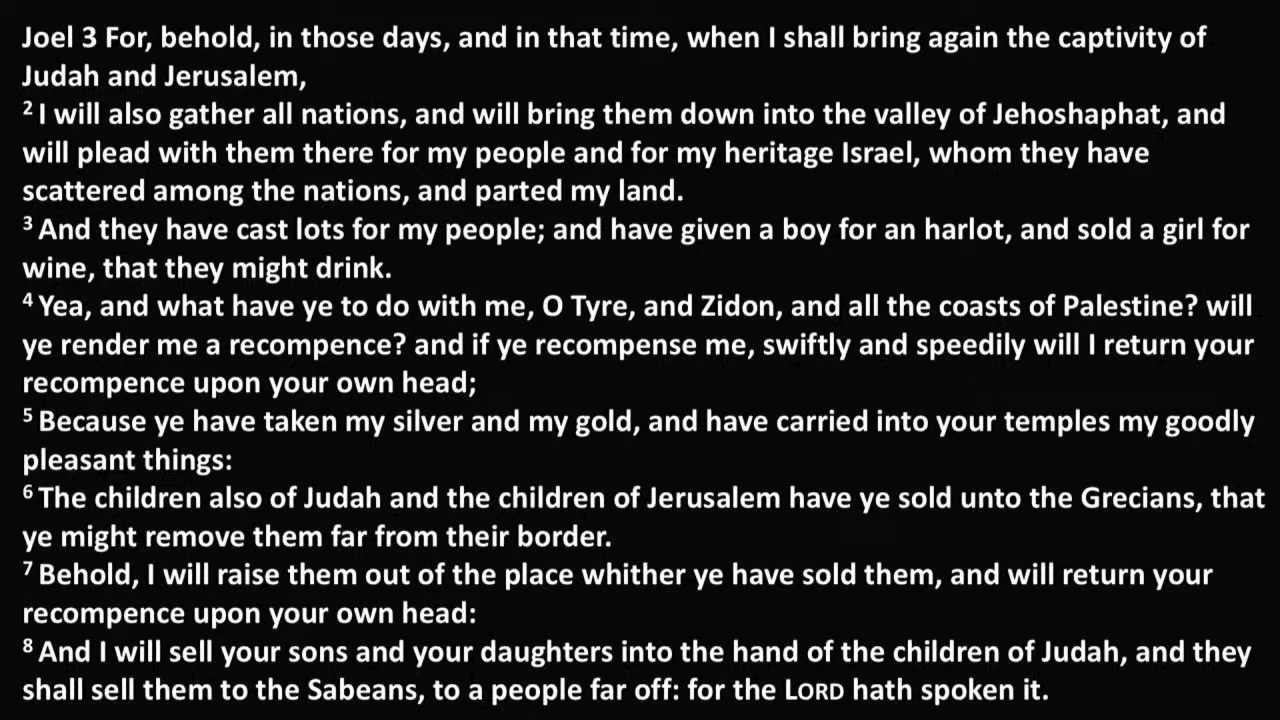 Joel 3 For, behold, in those days, and in that time, when I shall bring again the captivity of
Judah and Jerusalem,
2 I will also gather all nations, and will bring them down into the valley of Jehoshaphat, and
will plead with them there for my people and for my heritage Israel, whom they have
scattered among the nations, and parted my land.
3 And they have cast lots for my people; and have given a boy for an harlot, and sold a girl for
wine, that they might drink.
4 Yea, and what have ye to do with me, O Tyre, and Zidon, and all the coasts of Palestine? will
ye render me a recompence? and if ye recompense me, swiftly and speedily will I return your
recompence upon your own head;
5 Because ye have taken my silver and my gold, and have carried into your temples my goodly
pleasant things:
6 The children also of Judah and the children of Jerusalem have ye sold unto the Grecians, that
ye might remove them far from their border.
7 Behold, I will raise them out of the place whither ye have sold them, and will return your
recompence upon your own head:
8 And I will sell your sons and your daughters into the hand of the children of Judah, and they
shall sell them to the Sabeans, to a people far off: for the LORD hath spoken it.